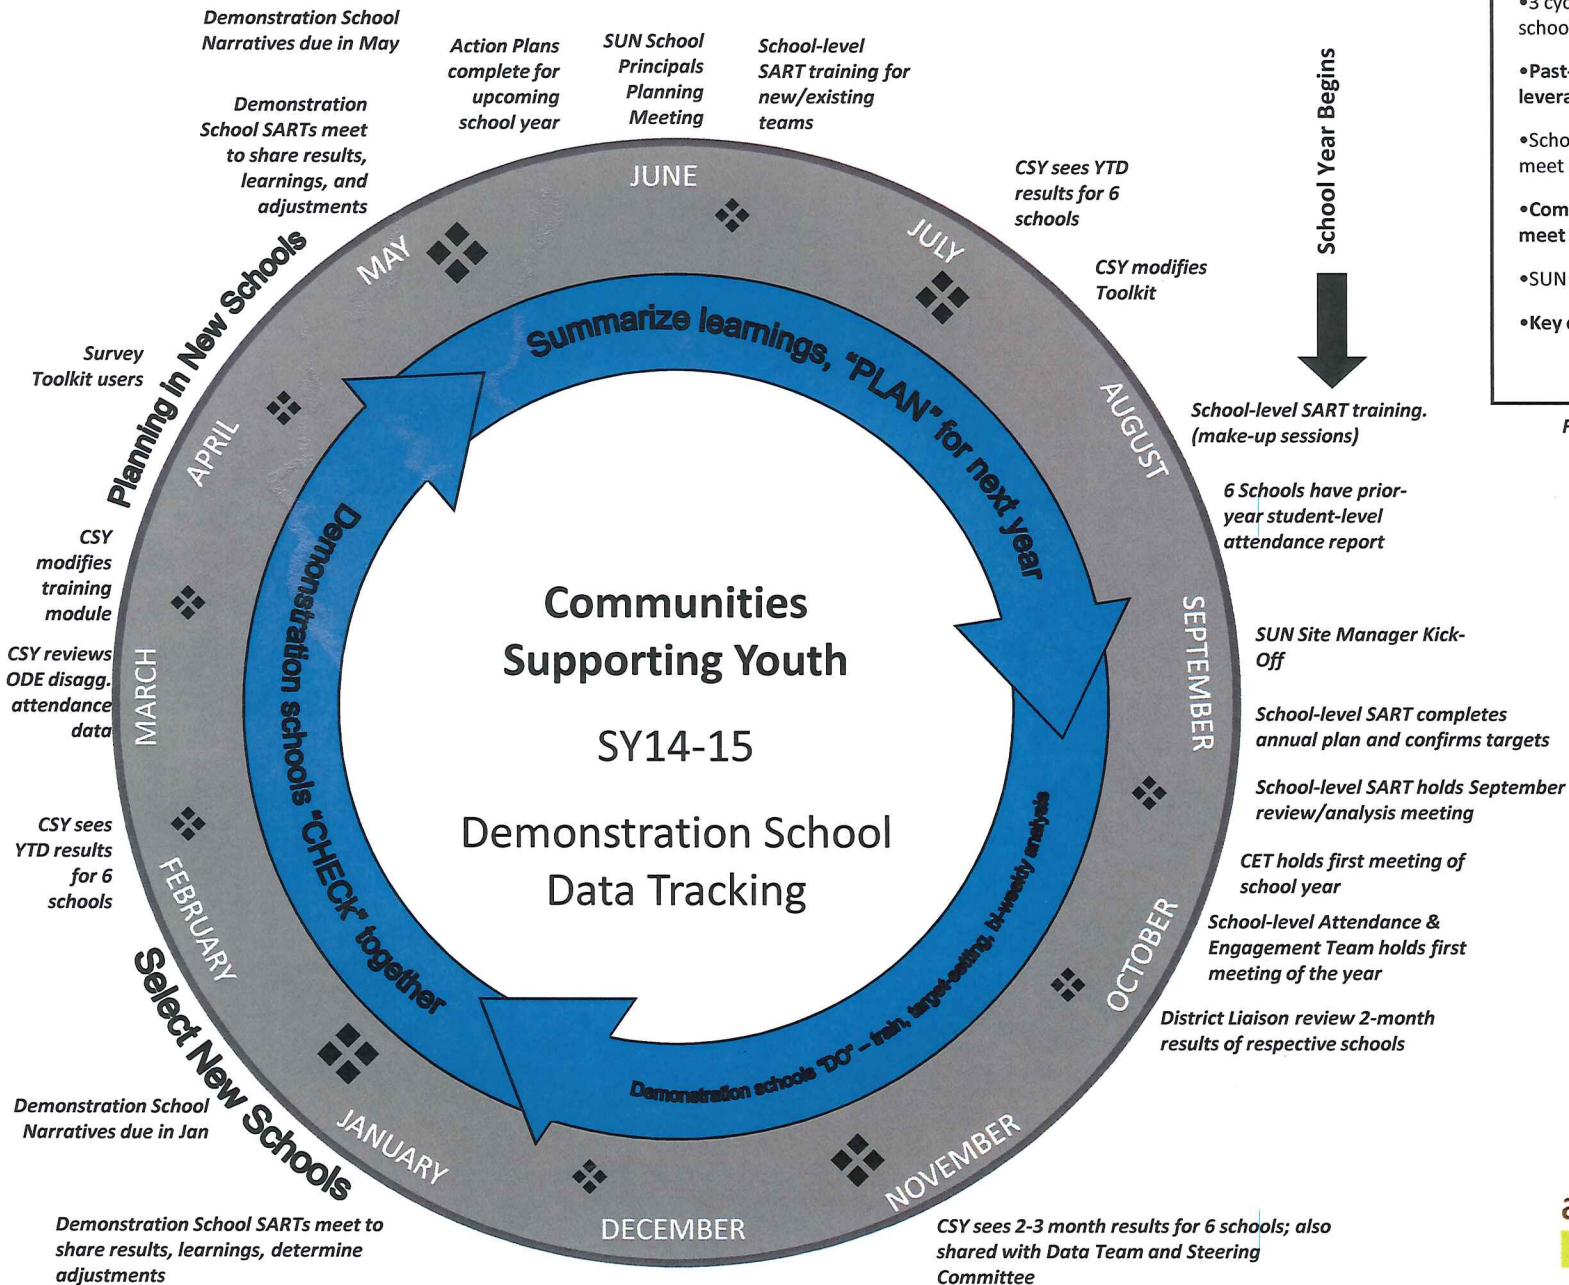 Demonstration School
Narratives due in May
Action Plans
complete for
upcoming
school year
SUN School
Principals
Planning
Meeting
School-level
SART training for
new/existing
teams
Demonstration
School SARTs meet
to share results,
learnings, and
adjustments
CSY sees YTD
results for 6
schools
CSY modifies
Toolkit
School Year Begins
•3 cyc
school
•Past-
levera
•Scho
meet
•Com
meet
•SUN
•Key
F
School-level SART training.
(make-up sessions)
6 Schools have prior-
year student-level
attendance report
SUN Site Manager Kick-
Off
School-level SART completes
annual plan and confirms targets
School-level SART holds September
review/analysis meeting
CET holds first meeting of
school year
School-level Attendance &
Engagement Team holds first
meeting of the year
District Liaison review 2-month
results of respective schools
CSY sees 2-3 month results for 6 schools; also
shared with Data Team and Steering
Committee
Demonstration School SARTs meet to
share results, learnings, determine
adjustments
Demonstration School
Narratives due in Jan
Select New Schools
CSY sees
YTD results
for 6
schools
CSY reviews
ODE disagg.
attendance
data
CSY
modifies
training
module
Survey
Toolkit users
Planning in New Schools
JUNE
JULY
AUGUST
SEPTEMBER
OCTOBER
NOVEMBER
DECEMBER
JANUARY
FEBRUARY
MARCH
APRIL
MAY
Summarize learnings, "PLAN" for next year
Demonstration schools "DO" – train, target-setting, bi-weekly analysis
Demonstration schools "CHECK" together
Communities
Supporting Youth
SY14-15
Demonstration School
Data Tracking
a